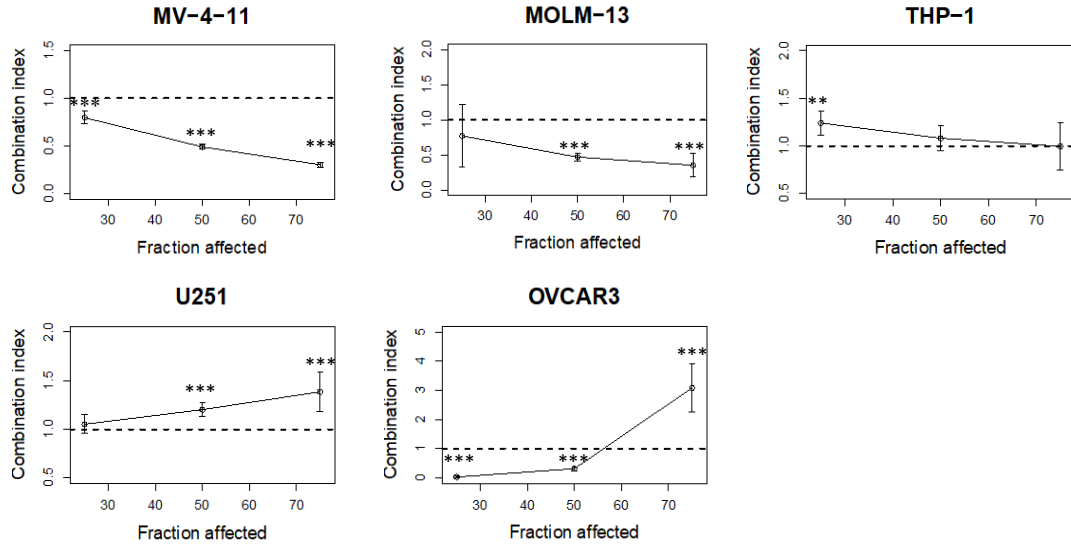 MV−4−11
Combination index
0.0 0.5 1.0 1.5
*** *** ***
30 40 50 60 70
Fraction affected
MOLM−13
Combination index
0.0 0.5 1.0 1.5 2.0
*** ***
30 40 50 60 70
Fraction affected
THP−1
Combination index
0.5 1.0 1.5 2.0
**
30 40 50 60 70
Fraction affected
U251
Combination index
0.5 1.0 1.5 2.0
*** ***
30 40 50 60 70
Fraction affected
OVCAR3
Combination index
0 1 2 3 4 5
*** *** ***
30 40 50 60 70
Fraction affected